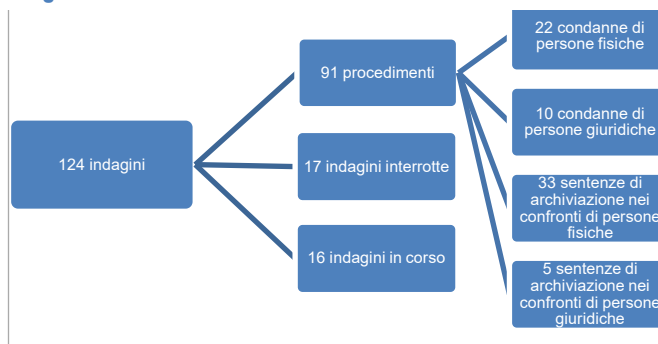 124 indagini
91 procedimenti
17 indagini interrotte
16 indagini in corso
22 condanne di
persone fisiche
10 condanne di
persone giuridiche
33 sentenze di
archiviazione nei
confronti di persone
fisiche
5 sentenze di
archiviazione nei
confronti di persone
giuridiche